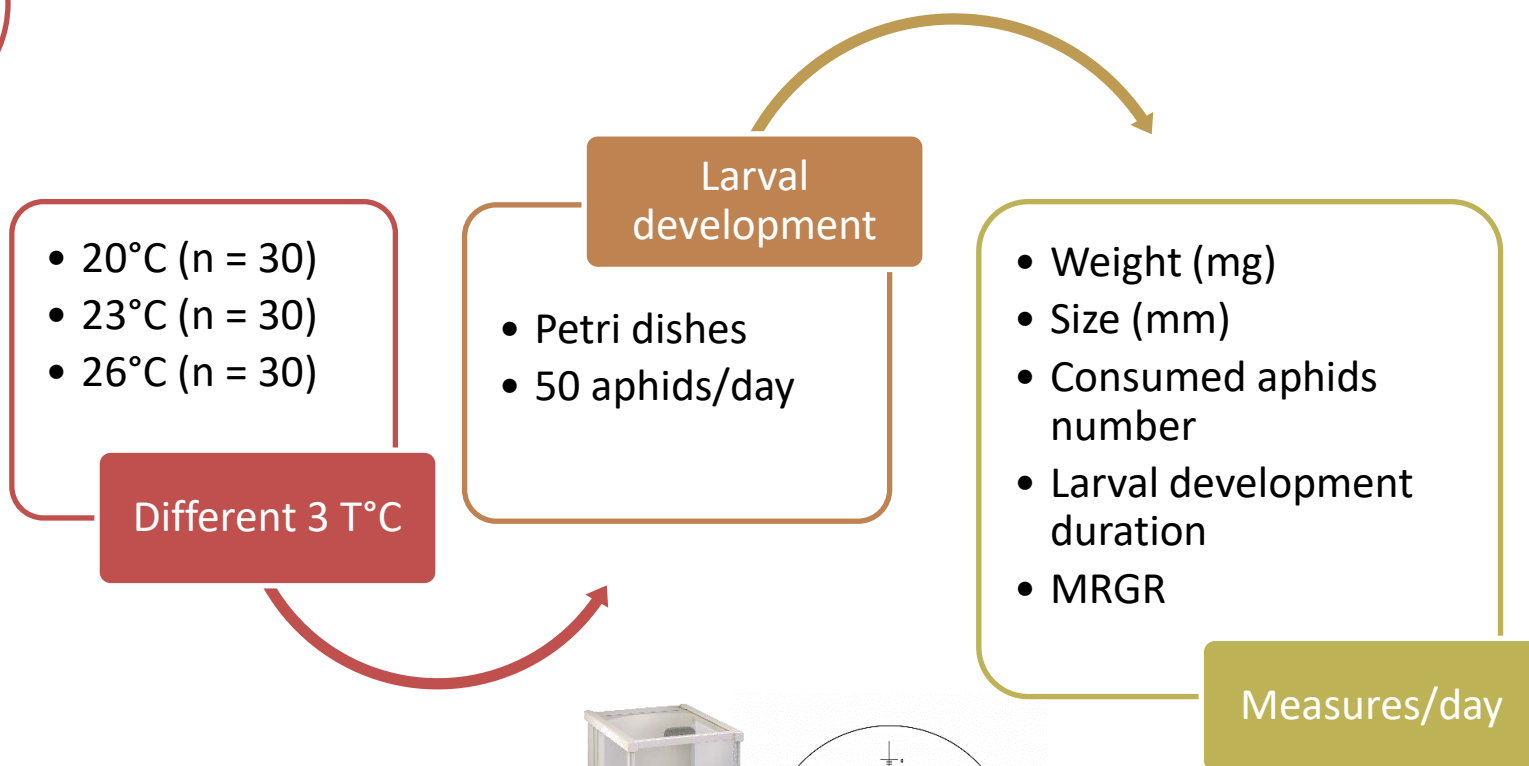 • 20°C (n = 30)
• 23°C (n = 30)
• 26°C (n = 30)
Different 3 T°C
Larval
development
• Petri dishes
• 50 aphids/day
• Weight (mg)
• Size (mm)
• Consumed aphids
number
• Larval development
duration
• MRGR
Measures/day